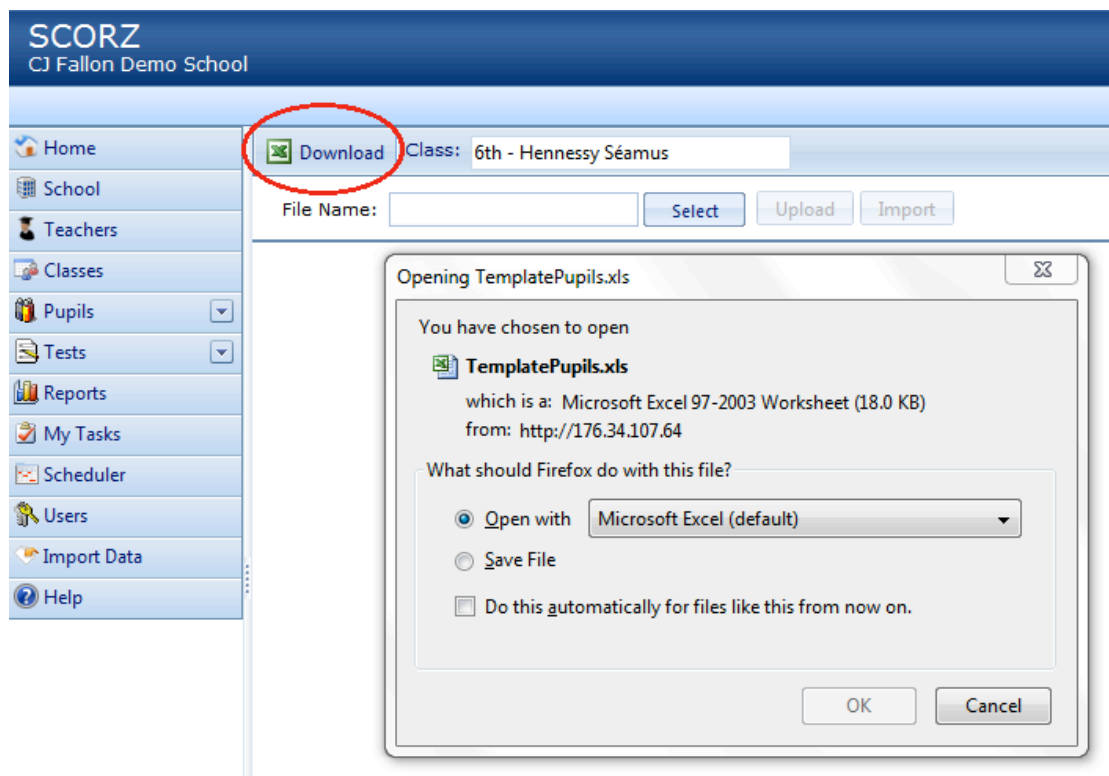 SCORZ
CJ Fallon Demo School
Home
School
Teachers
Classes
Pupils
Tests
Reports
My Tasks
Scheduler
Users
Import Data
Help
Download Class: 6th - Hennessy Séamus
File Name: Select Upload Import
Opening TemplatePupils.xls
You have chosen to open
TemplatePupils.xls
which is a: Microsoft Excel 97-2003 Worksheet (18.0 KB)
from: http://176.34.107.64
What should Firefox do with this file?
Open with Microsoft Excel (default)
Save File
Do this automatically for files like this from now on.
OK Cancel